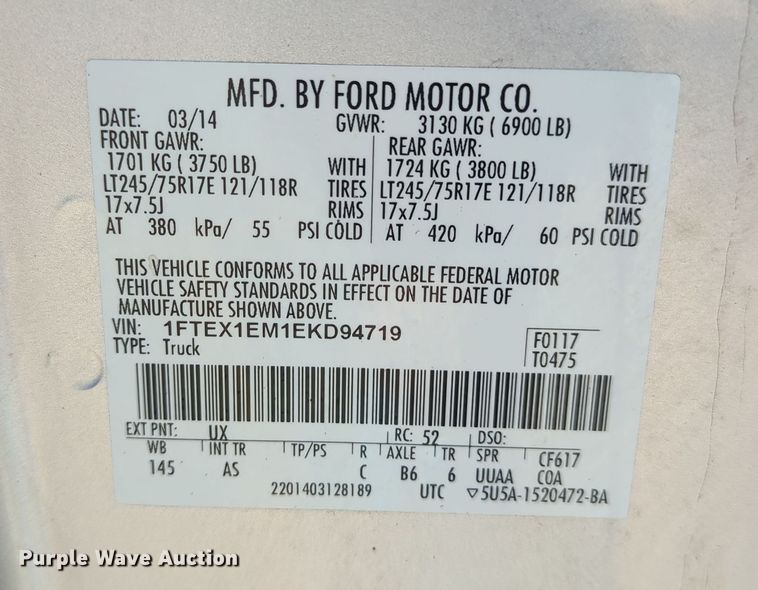 MFD. BY FORD MOTOR CO.
DATE: 03/14 GVWR: 3130 KG ( 6900 LB)
FRONT GAWR: REAR GAWR:
1701 KG ( 3750 LB) WITH 1724 KG ( 3800 LB) WITH
LT245/75R17E 121/118R TIRES LT245/75R17E 121/118R TIRES
17x7.5J RIMS 17x7.5J RIMS
AT 380 kPa/ 55 PSI COLD AT 420 kPa/ 60 PSI COLD
THIS VEHICLE CONFORMS TO ALL APPLICABLE FEDERAL MOTOR
VEHICLE SAFETY STANDARDS IN EFFECT ON THE DATE OF
MANUFACTURE SHOWN ABOVE.
VIN: 1FTEX1EM1EKD94719 F0117
TYPE: Truck T0475
EXT PNT: UX RC: 52 DSO:
WB INT TR TP/PS R AXLE TR SPR CF617
145 AS C B6 6 UUAA COA
2201403128189 UTC ▽5U5A-1520472-BA
Purple Wave Auction